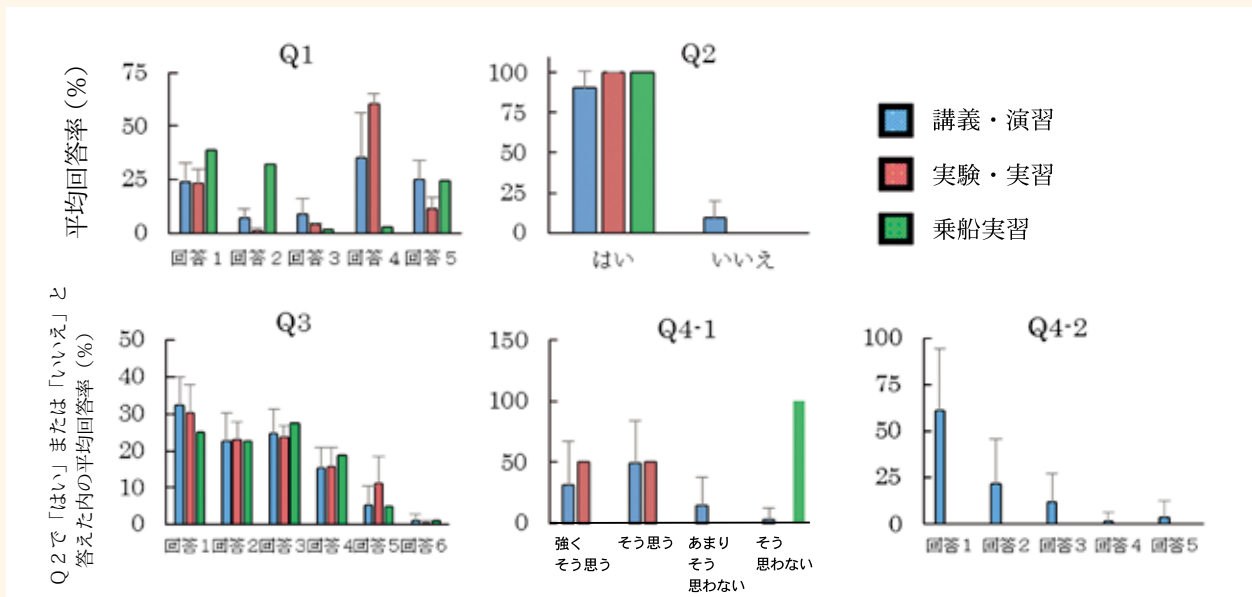 Q1
平均回答率（%）
75
50
25
0
回答1 回答2 回答3 回答4 回答5
Q2
100
75
50
25
0
はい いいえ
講義・演習
実験・実習
乗船実習
Q2で「はい」または「いいえ」と
答えた内の平均回答率（%）
Q3
50
40
30
20
10
0
回答1 回答2 回答3 回答4 回答5 回答6
Q4-1
150
100
50
0
強く
そう思う
そう思う
あまり
そう
思わない
そう
思わない
Q4-2
100
75
50
25
0
回答1 回答2 回答3 回答4 回答5